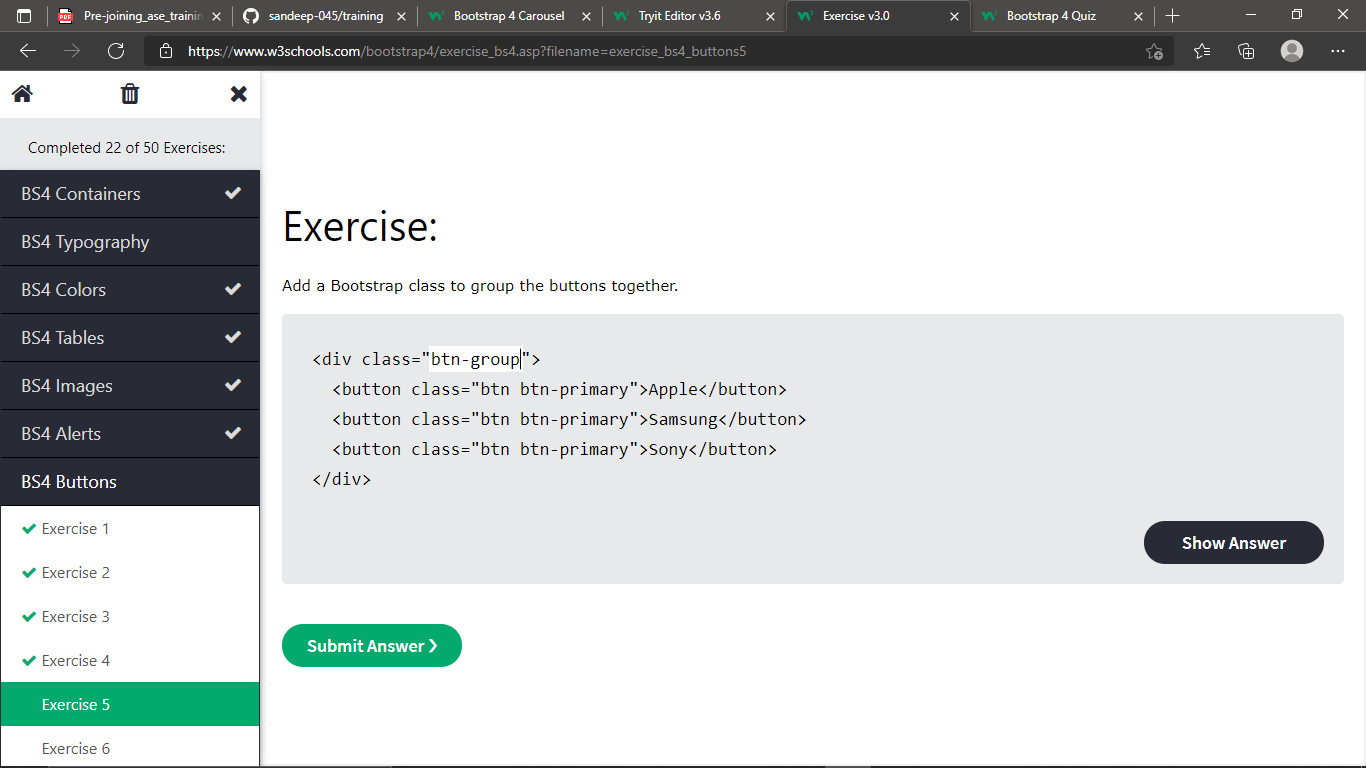 Pre-joining_ase_trainin
sandeep-045/training
Bootstrap 4 Carousel
Tryit Editor v3.6
Exercise v3.0
Bootstrap 4 Quiz
https://www.w3schools.com/bootstrap4/exercise_bs4.asp?filename=exercise_bs4_buttons5
Completed 22 of 50 Exercises:
BS4 Containers
BS4 Typography
BS4 Colors
BS4 Tables
BS4 Images
BS4 Alerts
BS4 Buttons
Exercise 1
Exercise 2
Exercise 3
Exercise 4
Exercise 5
Exercise 6
Exercise:
Add a Bootstrap class to group the buttons together.
<div class="btn-group">
<button class="btn btn-primary">Apple</button>
<button class="btn btn-primary">Samsung</button>
<button class="btn btn-primary">Sony</button>
</div>
Show Answer
Submit Answer ❯